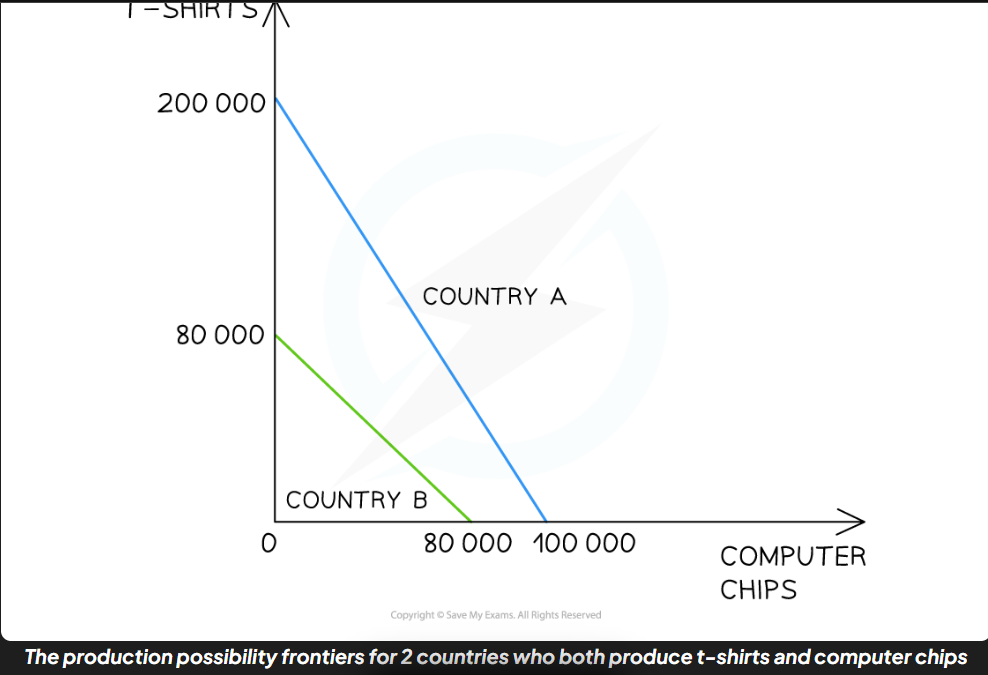 T-SHIRTS
200 000
COUNTRY A
80 000
COUNTRY B
0
80 000
100 000
COMPUTER
CHIPS
Copyright © Save My Exams. All Rights Reserved
The production possibility frontiers for 2 countries who both produce t-shirts and computer chips